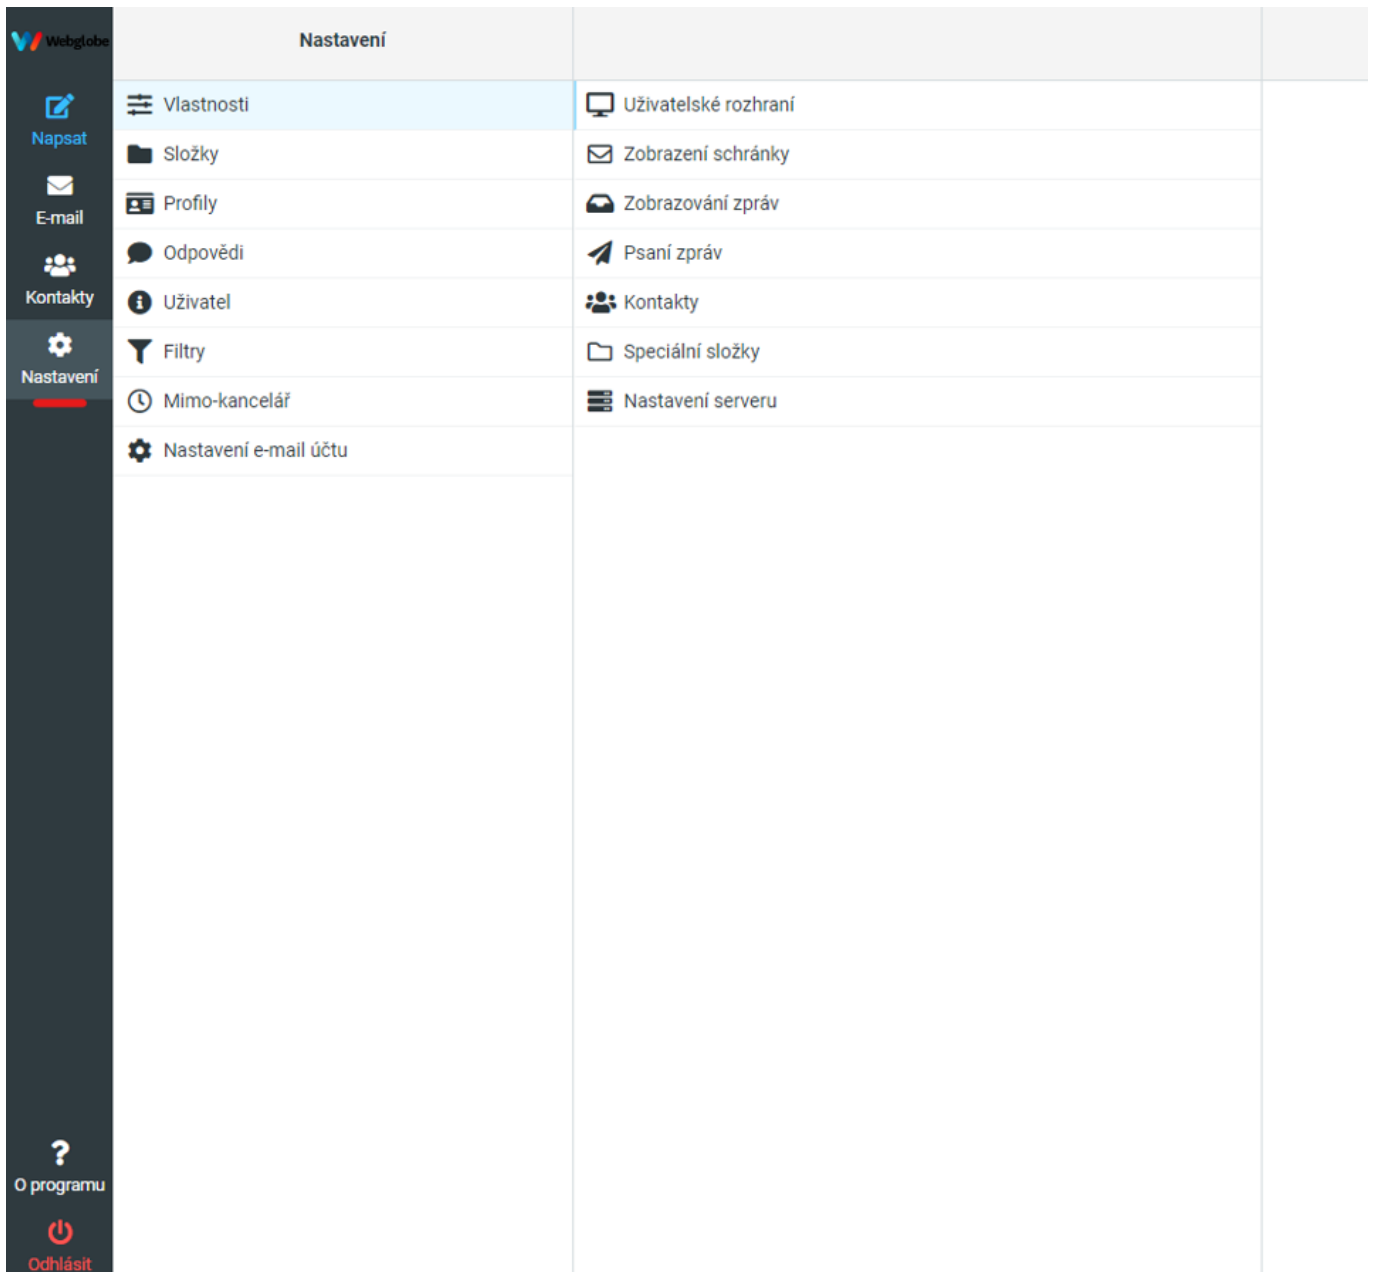 Webglobe
Napsat
E-mail
Kontakty
Nastavení
O programu
Odhlásit
Nastavení
Vlastnosti
Složky
Profily
Odpovědi
Uživatel
Filtry
Mimo-kancelář
Nastavení e-mail účtu
Uživatelské rozhraní
Zobrazení schránky
Zobrazování zpráv
Psaní zpráv
Kontakty
Speciální složky
Nastavení serveru